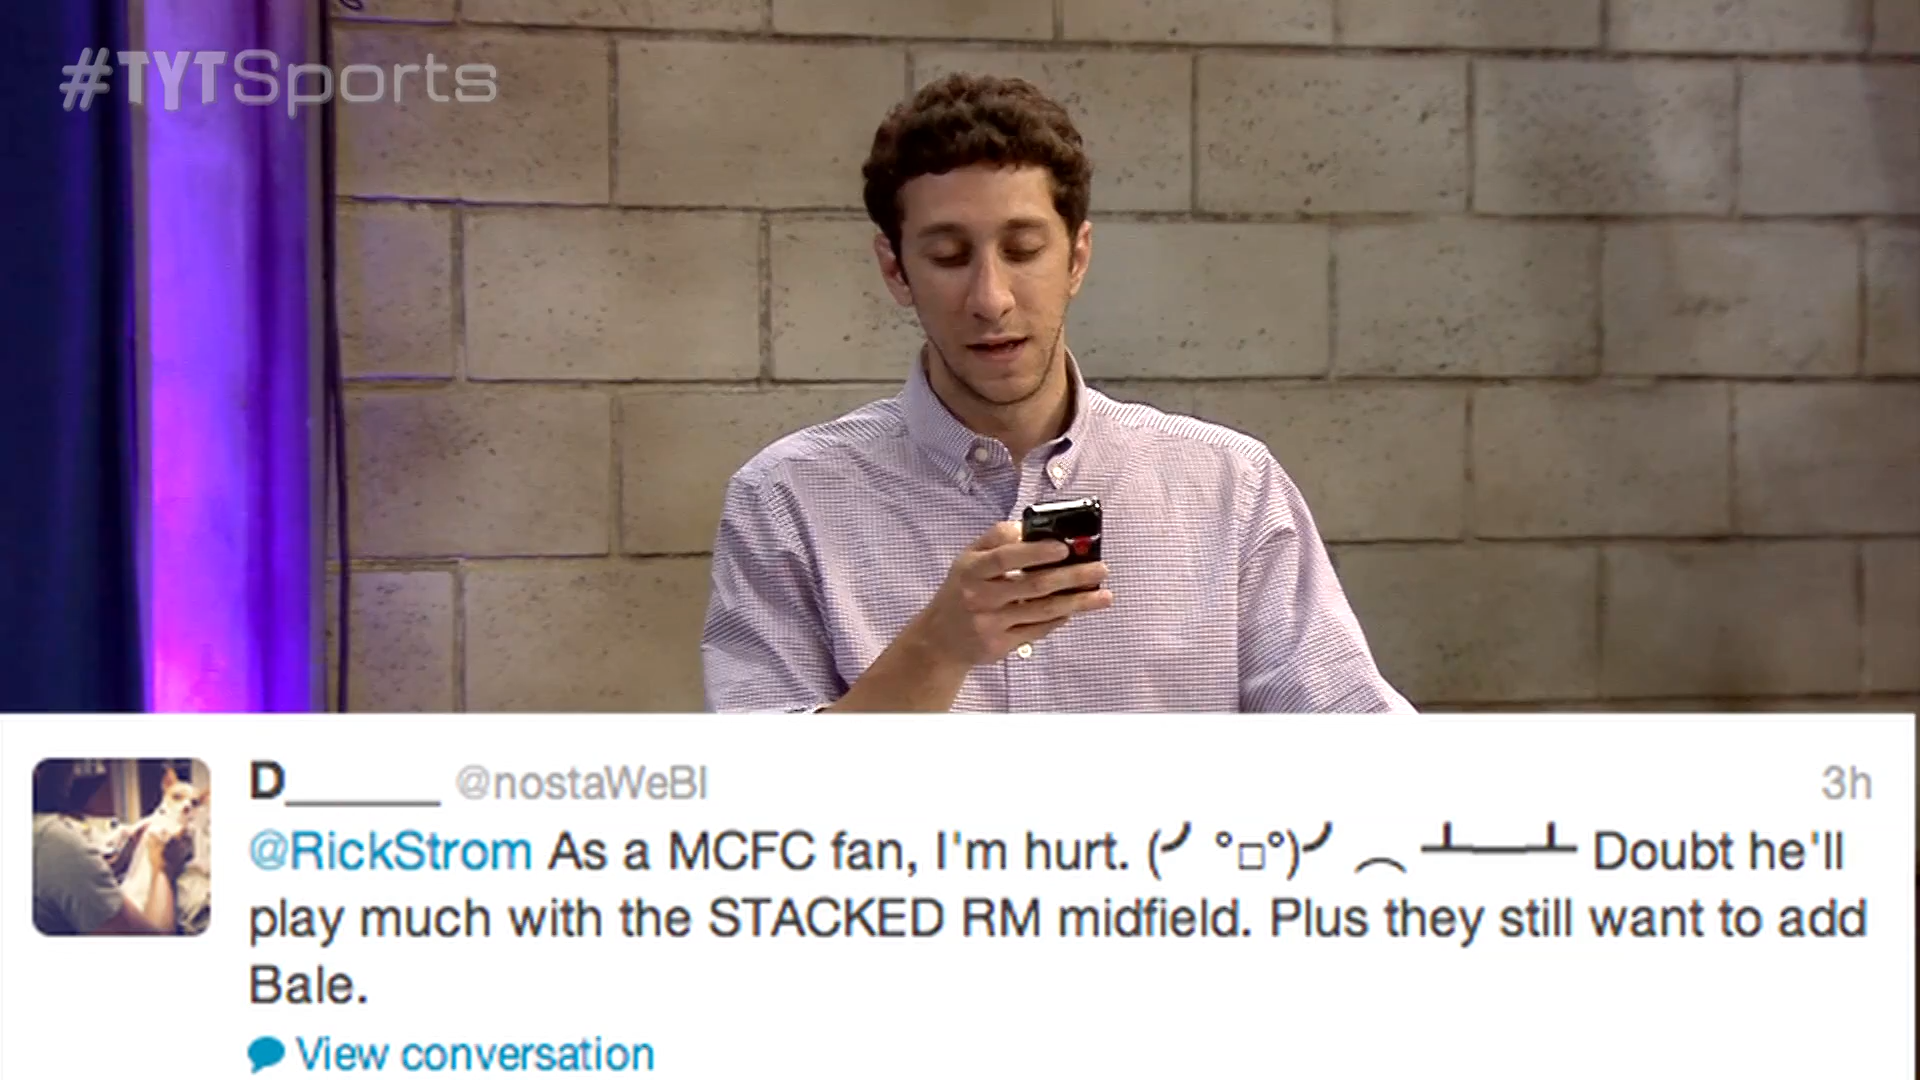 #TYTSports
D______ @nostaWeBl 3h
@RickStrom As a MCFC fan, I'm hurt. (╯°□°)╯︵ ┻━┻ Doubt he'll
play much with the STACKED RM midfield. Plus they still want to add
Bale.
View conversation